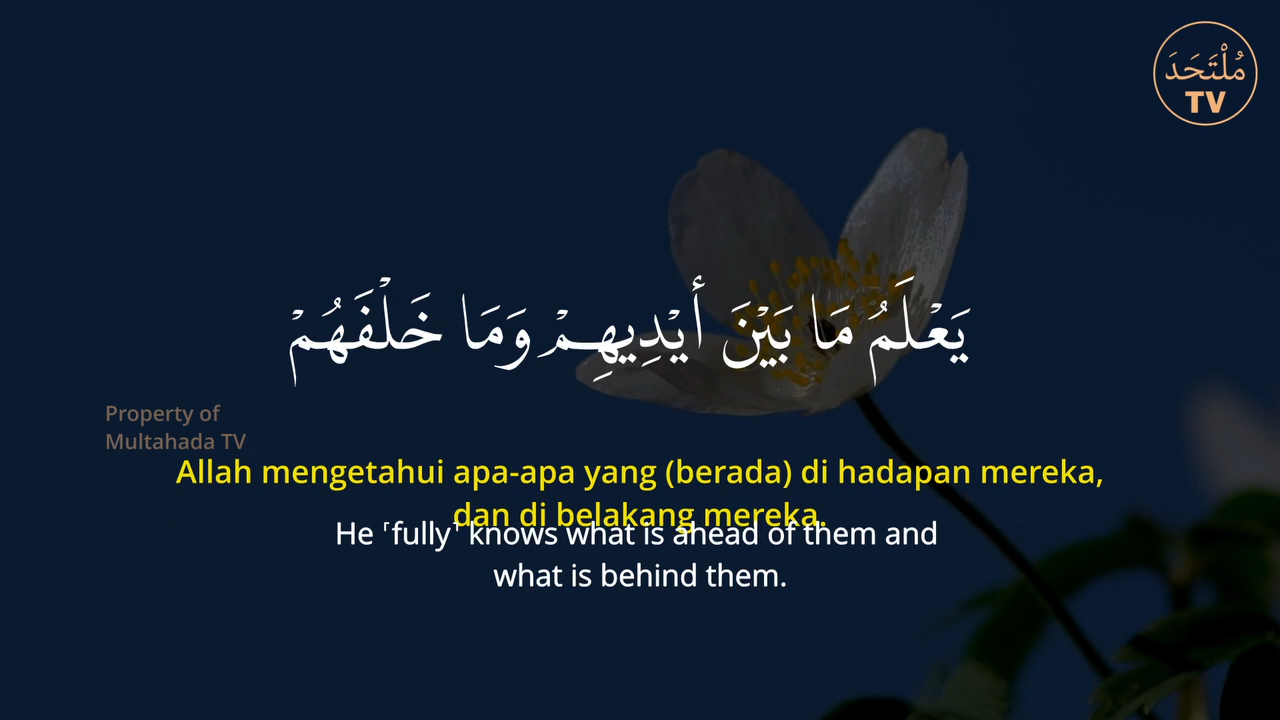 مُلْتَحَدَ
TV
يَعْلَمُ مَا بَيْنَ أَيْدِيهِمْ وَمَا خَلْفَهُمْ
Property of
Multahada TV
Allah mengetahui apa-apa yang (berada) di hadapan mereka,
dan di belakang mereka.
He ˹fully˺ knows what is ahead of them and
what is behind them.